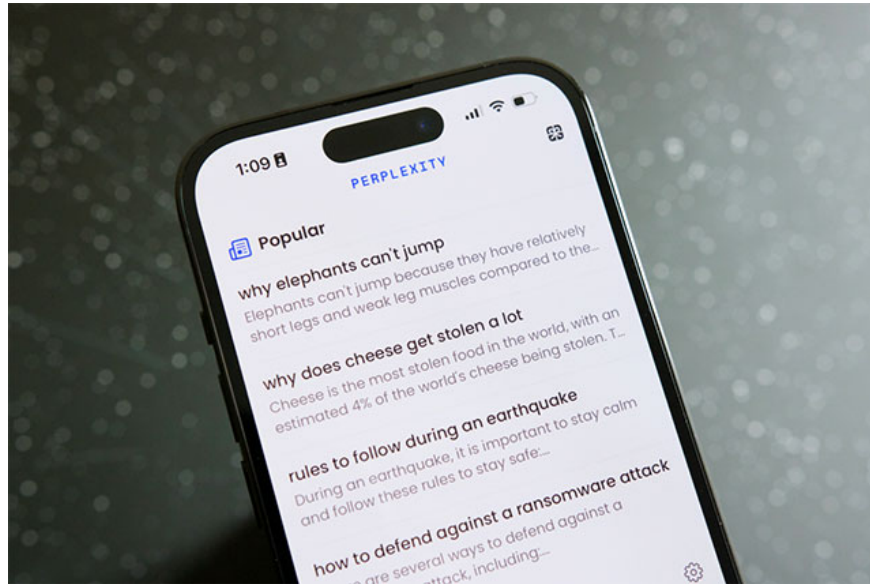 1:09
PERPLEXITY
Popular
why elephants can't jump
Elephants can't jump because they have relatively
short legs and weak leg muscles compared to the...
why does cheese get stolen a lot
Cheese is the most stolen food in the world, with an
estimated 4% of the world's cheese being stolen. T...
rules to follow during an earthquake
During an earthquake, it is important to stay calm
and follow these rules to stay safe:...
how to defend against a ransomware attack
are several ways to defend against a
attack, including:...